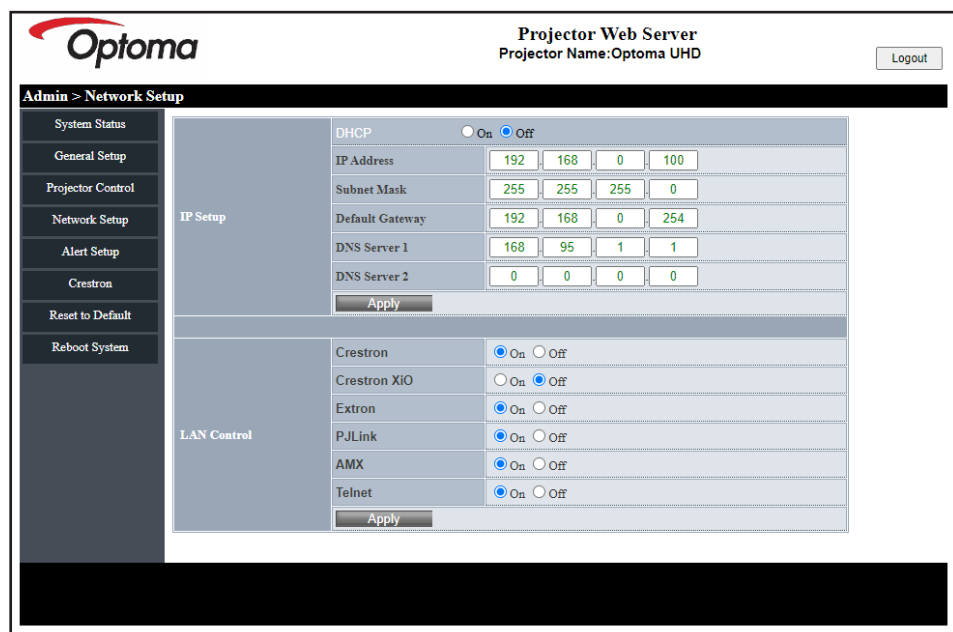 Optoma
Projector Web Server
Projector Name:Optoma UHD
Logout
Admin > Network Setup
System Status
General Setup
Projector Control
Network Setup
Alert Setup
Crestron
Reset to Default
Reboot System
IP Setup
DHCP On Off
IP Address 192 . 168 . 0 . 100
Subnet Mask 255 . 255 . 255 . 0
Default Gateway 192 . 168 . 0 . 254
DNS Server 1 168 . 95 . 1 . 1
DNS Server 2 0 . 0 . 0 . 0
Apply
LAN Control
Crestron On Off
Crestron XiO On Off
Extron On Off
PJLink On Off
AMX On Off
Telnet On Off
Apply